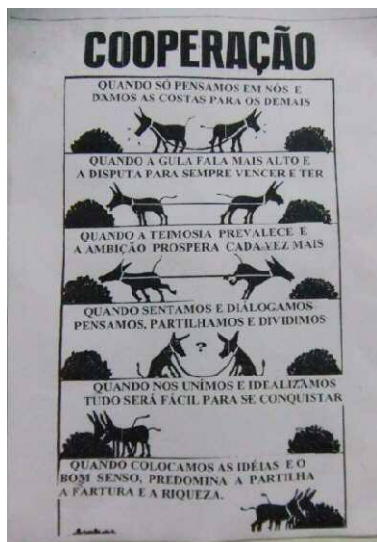 COOPERAÇÃO
QUANDO SÓ PENSAMOS EM NÓS E
DAMOS AS COSTAS PARA OS DEMAIS
QUANDO A GULA FALA MAIS ALTO E
A DISPUTA PARA SEMPRE VENCER E TER
QUANDO A TEIMOSIA PREVALECE E
A AMBIÇÃO PROSPERA CADA VEZ MAIS
QUANDO SENTAMOS E DIÁLOGAMOS
PENSAMOS, PARTILHAMOS E DIVIDIMOS
?
QUANDO NOS UNÍMOS E IDEALIZAMOS
TUDO SERÁ FÁCIL PARA SE CONQUISTAR
QUANDO COLOCAMOS AS IDÉIAS E O
BOM SENSO, PREDOMINA A PARTILHA
A FARTURA E A RIQUEZA.